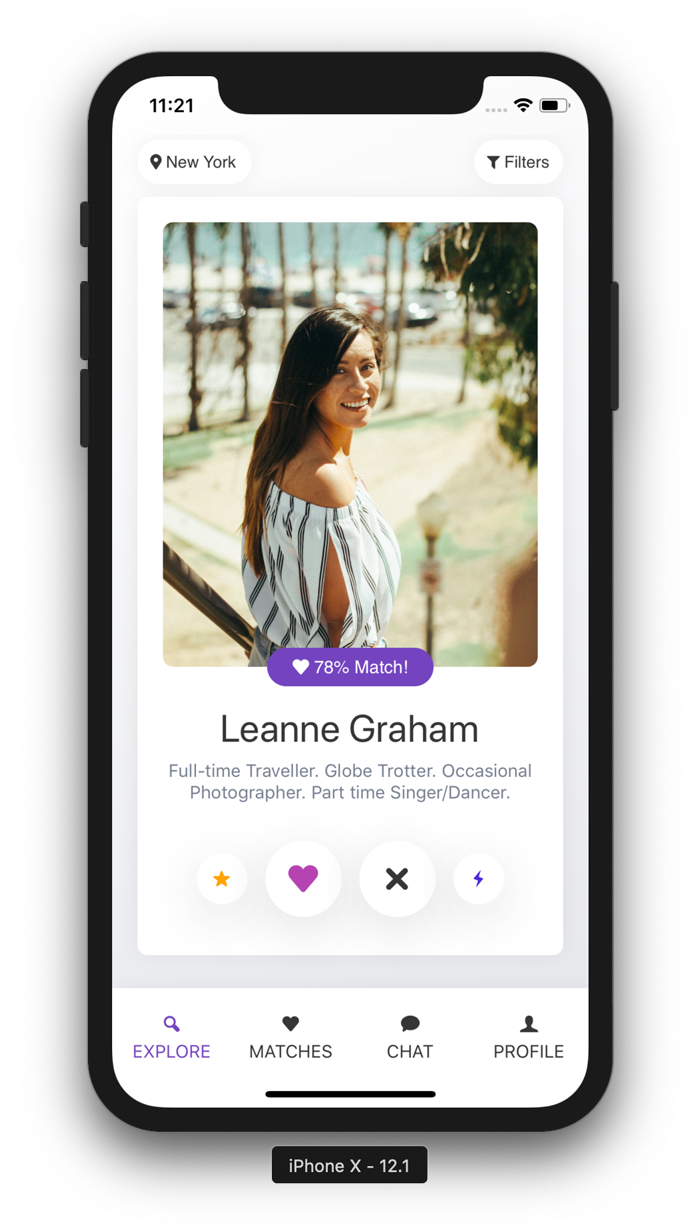 11:21
New York
Filters
78% Match!
Leanne Graham
Full-time Traveller. Globe Trotter. Occasional
Photographer. Part time Singer/Dancer.
EXPLORE
MATCHES
CHAT
PROFILE
iPhone X - 12.1